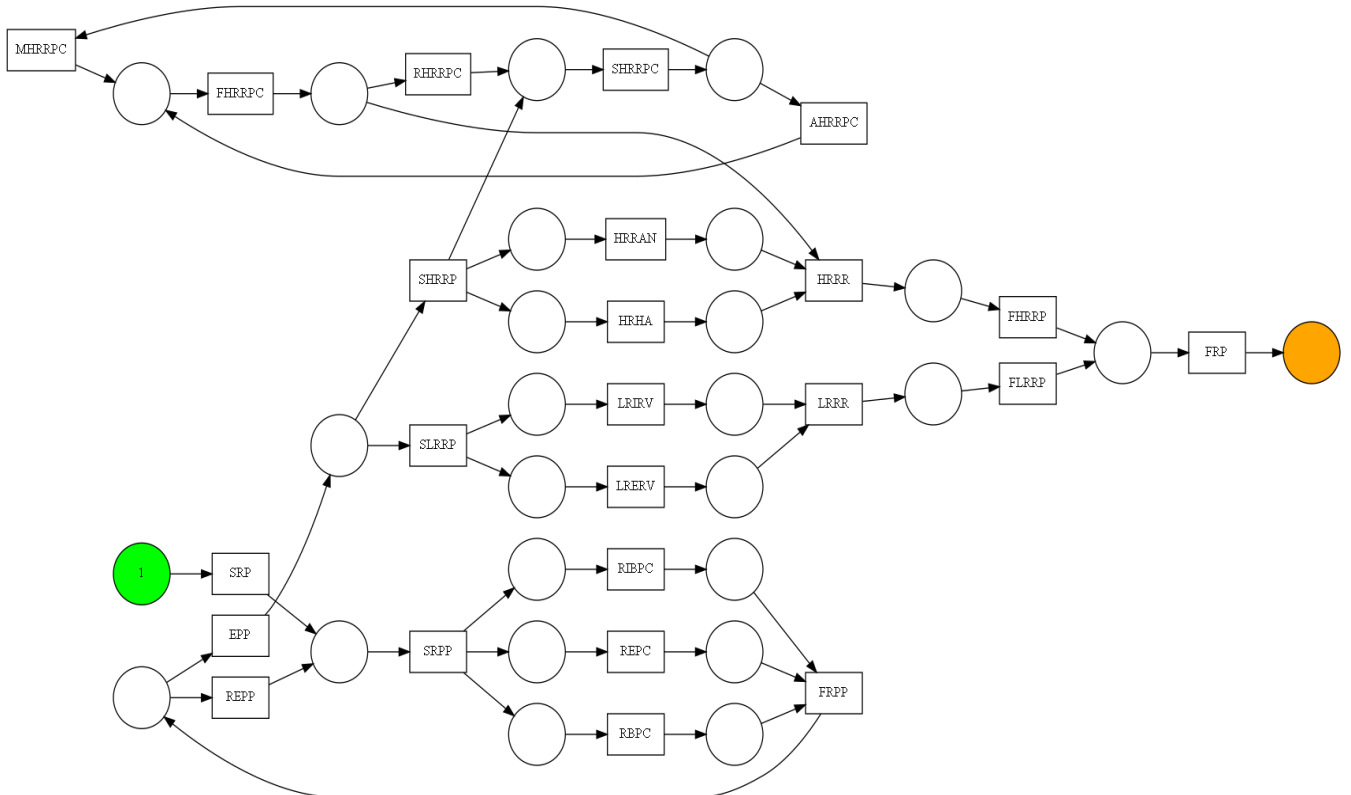 MHRRPC
RHRRPC
SHRRPC
FHRRPC
AHRRPC
HRRAN
SHRRP
HRRR
HRHA
FHRRP
FRP
FLRRP
LRIRV
LRRR
SLRRP
LRERV
1
SRP
RIBPC
EPP
SRPP
REPC
REPP
FRPP
RBPC